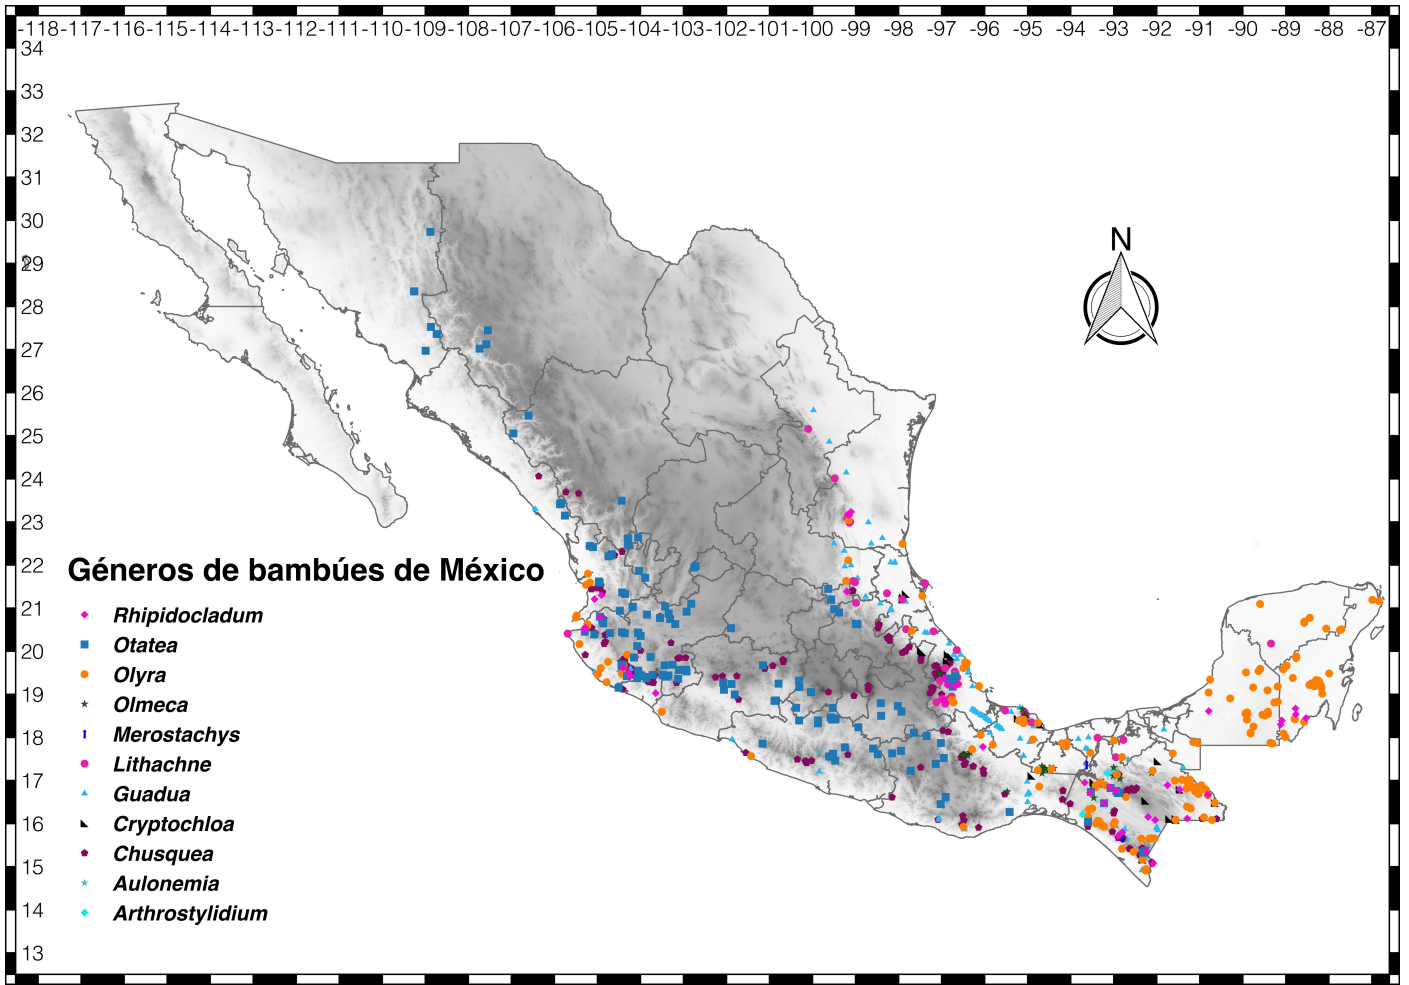 -118 -117 -116 -115 -114 -113 -112 -111 -110 -109 -108 -107 -106 -105 -104 -103 -102 -101 -100 -99 -98 -97 -96 -95 -94 -93 -92 -91 -90 -89 -88 -87
34
33
32
31
30
29
28
27
26
25
24
23
22
21
20
19
18
17
16
15
14
13
N
Géneros de bambúes de México
Rhipidocladum
Otatea
Olyra
Olmeca
Merostachys
Lithachne
Guadua
Cryptochloa
Chusquea
Aulonemia
Arthrostylidium